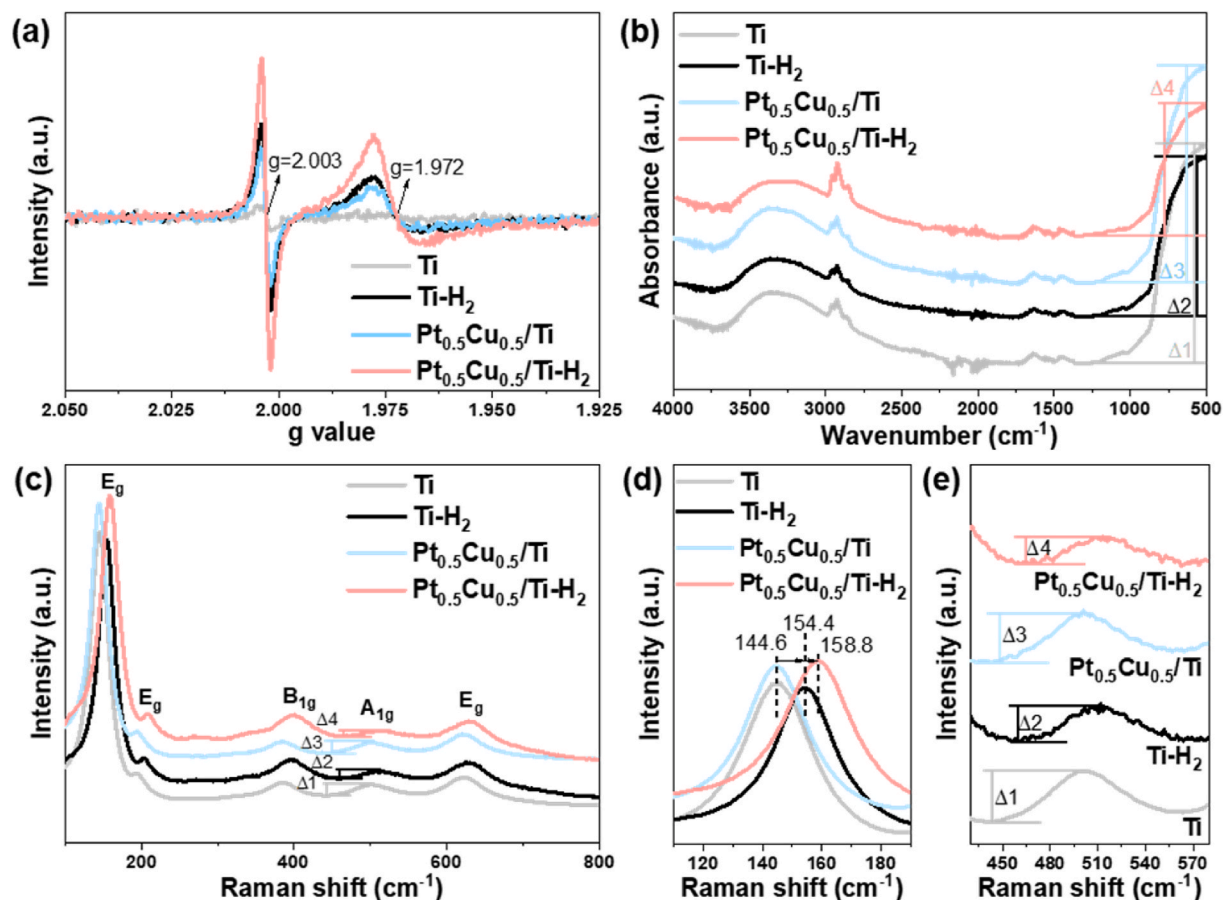 (a)
Intensity (a.u.)
g=2.003
g=1.972
Ti
Ti-H₂
Pt₀.₅Cu₀.₅/Ti
Pt₀.₅Cu₀.₅/Ti-H₂
2.050 2.025 2.000 1.975 1.950 1.925
g value
(b)
Absorbance (a.u.)
Ti
Ti-H₂
Pt₀.₅Cu₀.₅/Ti
Pt₀.₅Cu₀.₅/Ti-H₂
Δ4
Δ3
Δ2
Δ1
4000 3500 3000 2500 2000 1500 1000 500
Wavenumber (cm⁻¹)
(c)
Intensity (a.u.)
Eg
Ti
Ti-H₂
Pt₀.₅Cu₀.₅/Ti
Pt₀.₅Cu₀.₅/Ti-H₂
Eg
B₁g
A₁g
Eg
Δ4
Δ3
Δ2
Δ1
200 400 600 800
Raman shift (cm⁻¹)
(d)
Intensity (a.u.)
Ti
Ti-H₂
Pt₀.₅Cu₀.₅/Ti
Pt₀.₅Cu₀.₅/Ti-H₂
154.4
144.6
158.8
120 140 160 180
Raman shift (cm⁻¹)
(e)
Intensity (a.u.)
Δ4
Pt₀.₅Cu₀.₅/Ti-H₂
Δ3
Pt₀.₅Cu₀.₅/Ti
Δ2
Ti-H₂
Δ1
Ti
450 480 510 540 570
Raman shift (cm⁻¹)